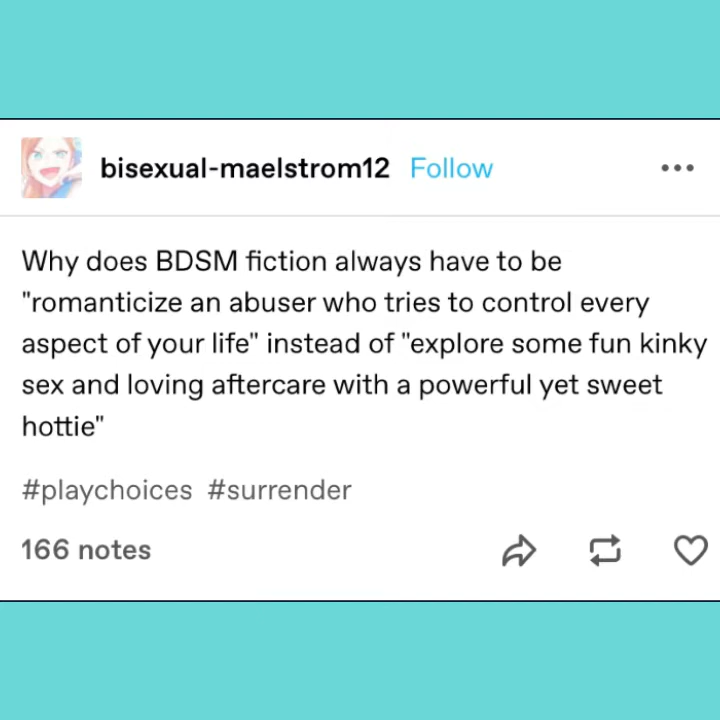 bisexual-maelstrom12 Follow
Why does BDSM fiction always have to be
"romanticize an abuser who tries to control every
aspect of your life" instead of "explore some fun kinky
sex and loving aftercare with a powerful yet sweet
hottie"
#playchoices #surrender
166 notes